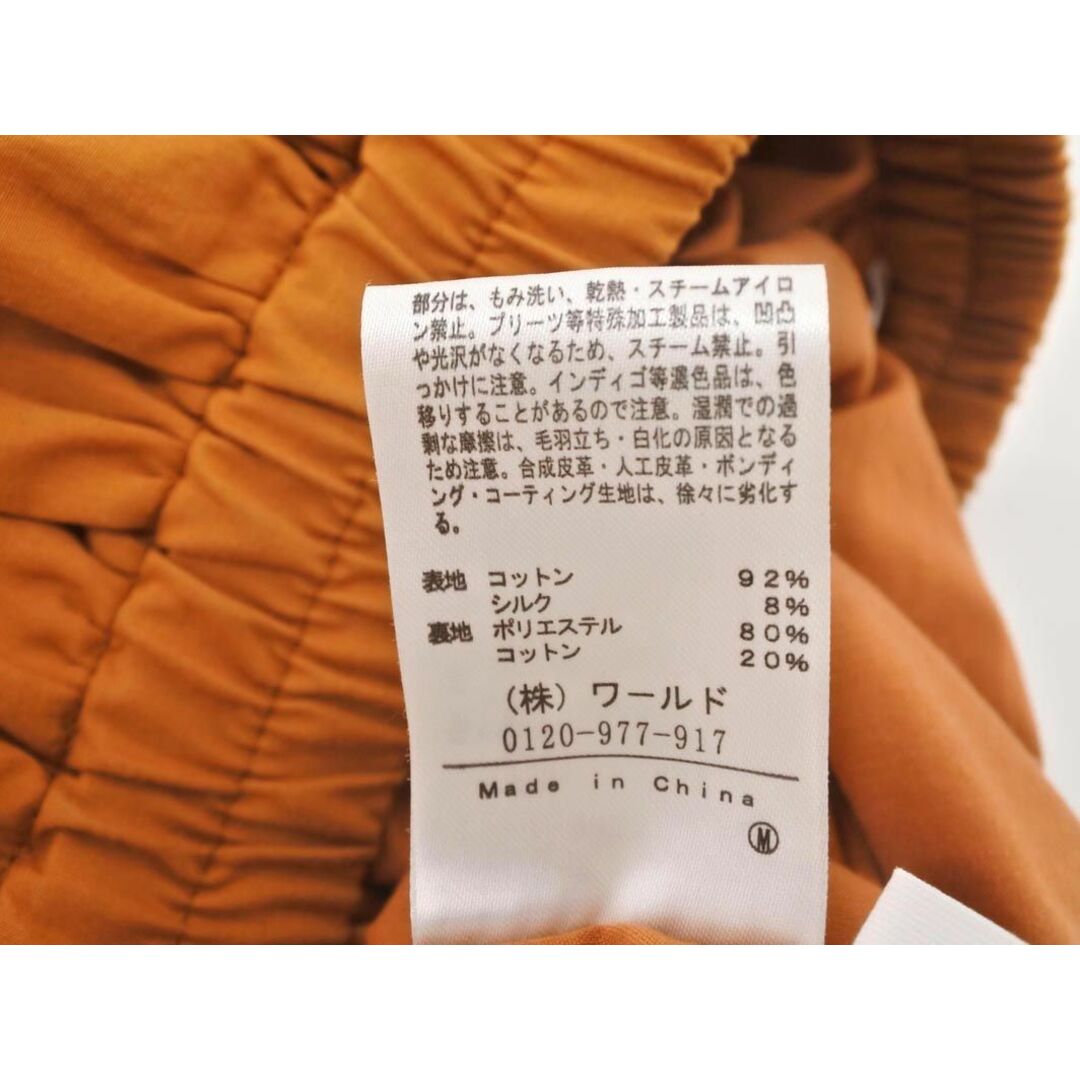 部分は、もみ洗い、乾熱・スチームアイロ
ン禁止。プリーツ等特殊加工製品は、凹凸
や光沢がなくなるため、スチーム禁止。引
っかけに注意。インディゴ等濃色品は、色
移りすることがあるので注意。湿潤での過
剰な摩擦は、毛羽立ち・白化の原因となる
ため注意。合成皮革・人工皮革・ボンディ
ング・コーティング生地は、徐々に劣化す
る。
表地 コットン 92%
シルク 8%
裏地 ポリエステル 80%
コットン 20%
(株) ワールド
0120-977-917
Made in China
Ⓜ